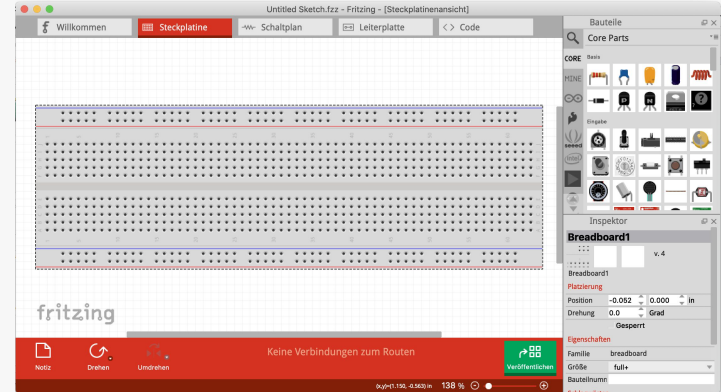 Untitled Sketch.fzz - Fritzing - [Steckplatinenansicht]
Willkommen
Steckplatine
Schaltplan
Leiterplatte
Code
Bauteile
Core Parts
CORE
Basis
MINE
Eingabe
seeed
intel
Inspektor
Breadboard1
v. 4
Breadboard1
Platzierung
Position -0.052 0.000 in
Drehung 0.0 Grad
Gesperrt
Eigenschaften
Familie breadboard
Größe full+
Bauteilnumn
fritzing
Notiz
Drehen
Umdrehen
Keine Verbindungen zum Routen
Veröffentlichen
(x,y)=(1.150, -0.563) in 138 %